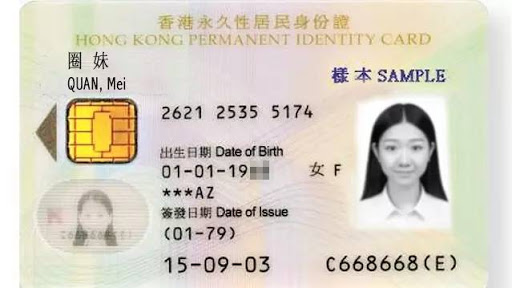 香港永久性居民身份證
HONG KONG PERMANENT IDENTITY CARD
圈 妹
QUAN, Mei
樣本 SAMPLE
2621 2535 5174
出生日期 Date of Birth
01-01-19
女 F
***AZ
簽發日期 Date of Issue
(01-79)
15-09-03
C668668(E)